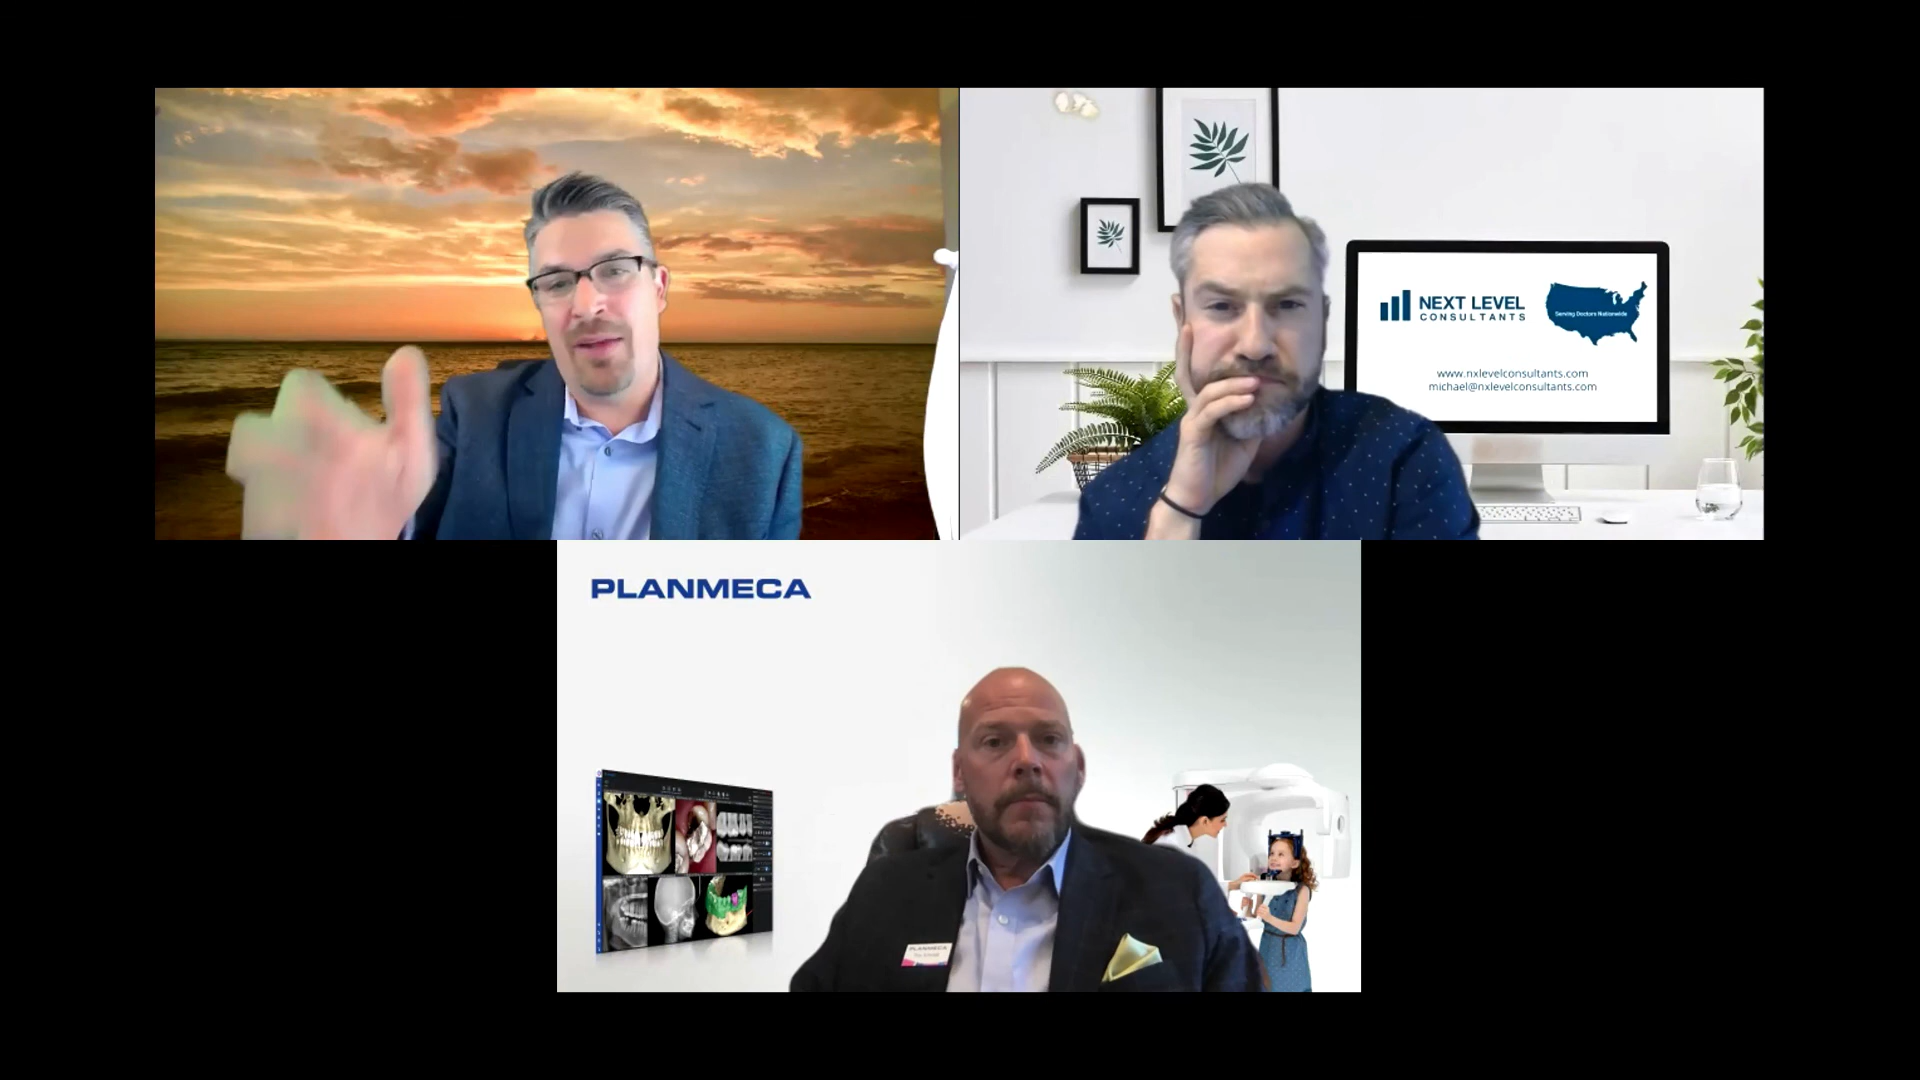 NEXT LEVEL
CONSULTANTS
Serving Doctors Nationwide
www.nxlevelconsultants.com
michael@nxlevelconsultants.com
PLANMECA
PLANMECA